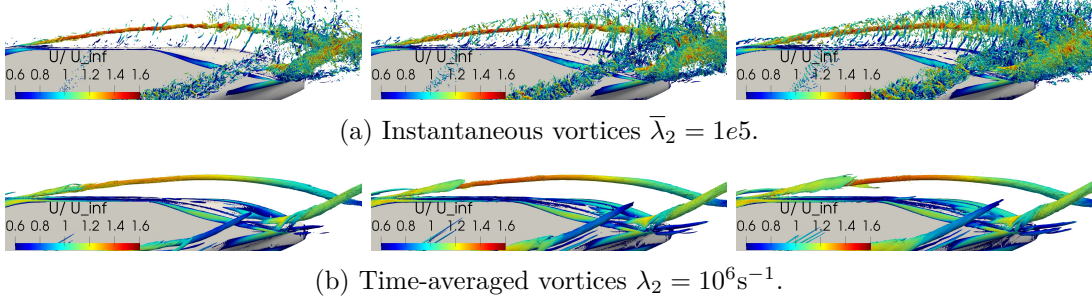 U/ U_inf U/ U_inf U/ U_inf
0.6 0.8 1 1.2 1.4 1.6 0.6 0.8 1 1.2 1.4 1.6 0.6 0.8 1 1.2 1.4 1.6
(a) Instantaneous vortices λ̅₂ = 1e5.
U/ U_inf U/ U_inf U/ U_inf
0.6 0.8 1 1.2 1.4 1.6 0.6 0.8 1 1.2 1.4 1.6 0.6 0.8 1 1.2 1.4 1.6
(b) Time-averaged vortices λ₂ = 10⁶s⁻¹.